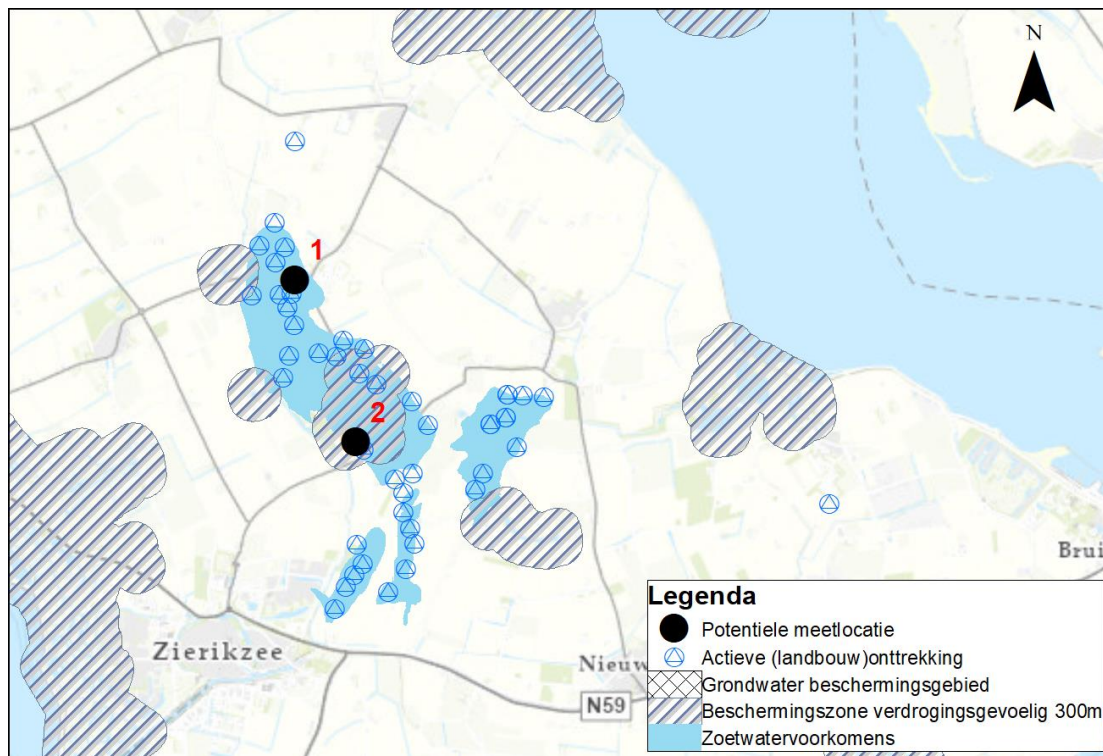 N
1
2
Zierikzee
Nieuw
N59
Brui
Legenda
Potentiele meetlocatie
Actieve (landbouw)onttrekking
Grondwater beschermingsgebied
Beschermingszone verdrogingsgevoelig 300m
Zoetwatervoorkomens